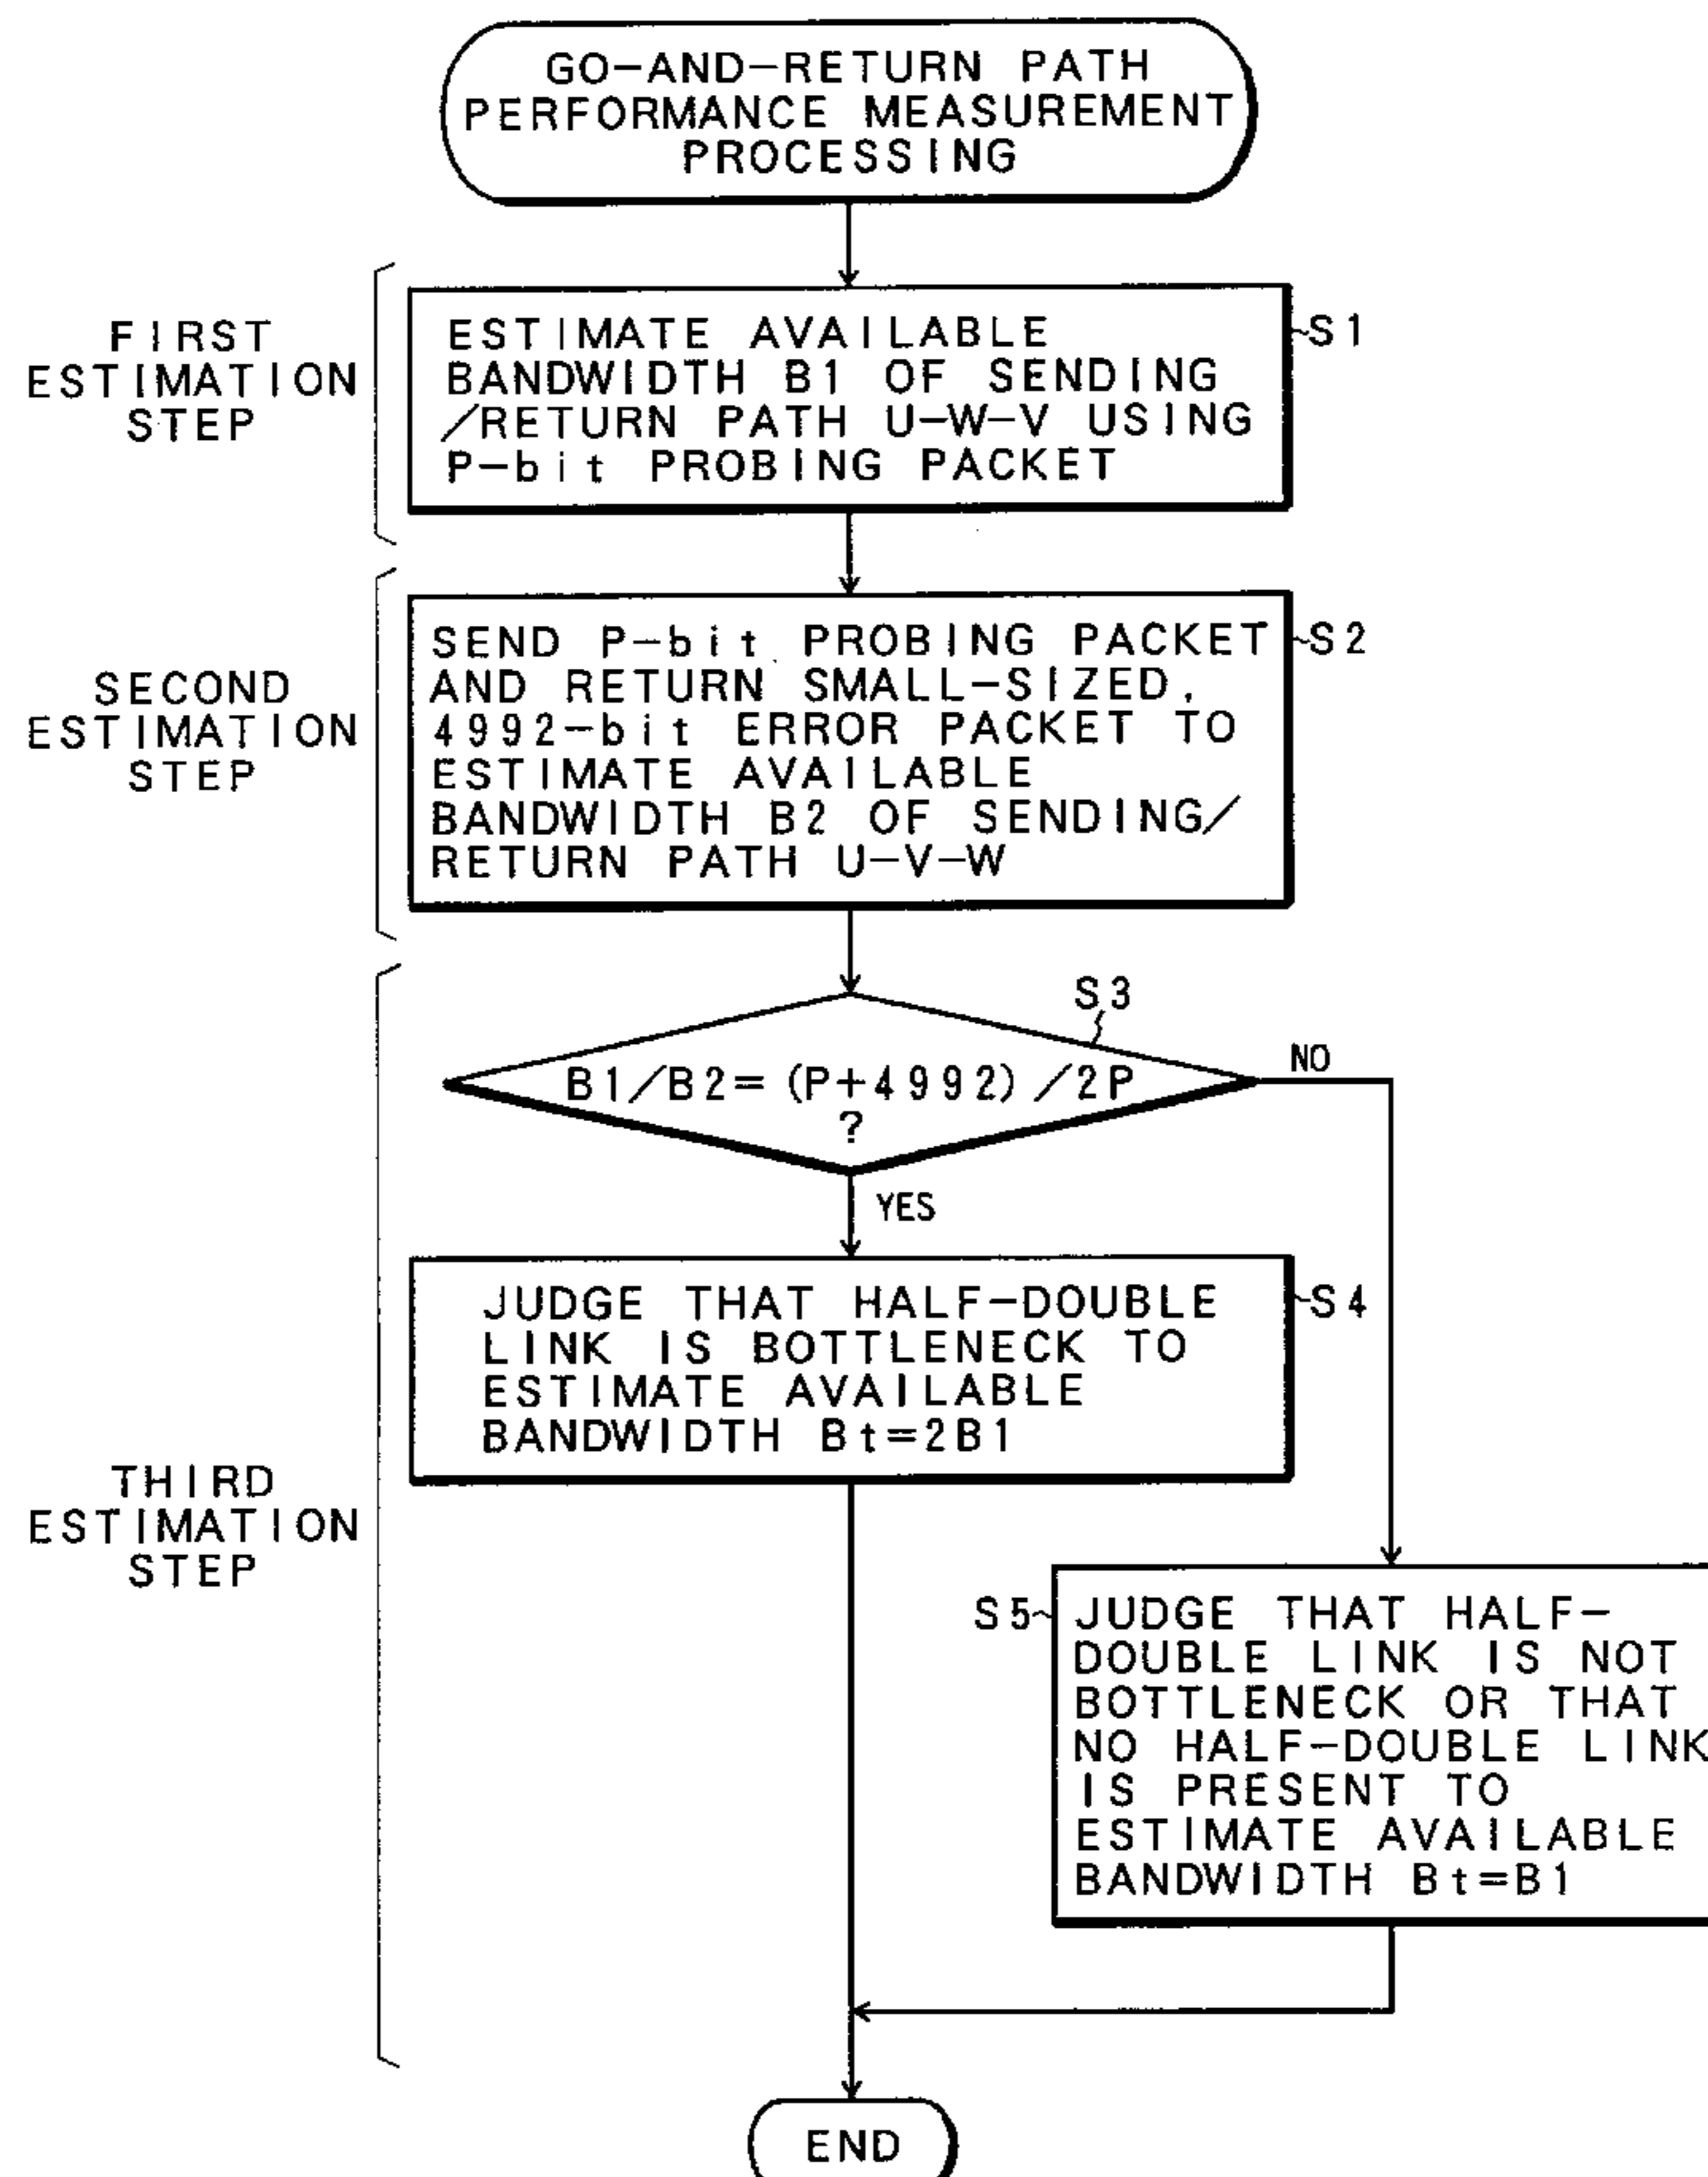 GO-AND-RETURN PATH
PERFORMANCE MEASUREMENT
PROCESSING
FIRST
ESTIMATION
STEP
ESTIMATE AVAILABLE
BANDWIDTH B1 OF SENDING
/RETURN PATH U-W-V USING
P-bit PROBING PACKET
S1
SECOND
ESTIMATION
STEP
SEND P-bit PROBING PACKET
AND RETURN SMALL-SIZED,
4992-bit ERROR PACKET TO
ESTIMATE AVAILABLE
BANDWIDTH B2 OF SENDING/
RETURN PATH U-V-W
S2
THIRD
ESTIMATION
STEP
S3
B1/B2=(P+4992)/2P
?
NO
YES
JUDGE THAT HALF-DOUBLE
LINK IS BOTTLENECK TO
ESTIMATE AVAILABLE
BANDWIDTH Bt=2B1
S4
S5
JUDGE THAT HALF-
DOUBLE LINK IS NOT
BOTTLENECK OR THAT
NO HALF-DOUBLE LINK
IS PRESENT TO
ESTIMATE AVAILABLE
BANDWIDTH Bt=B1
END